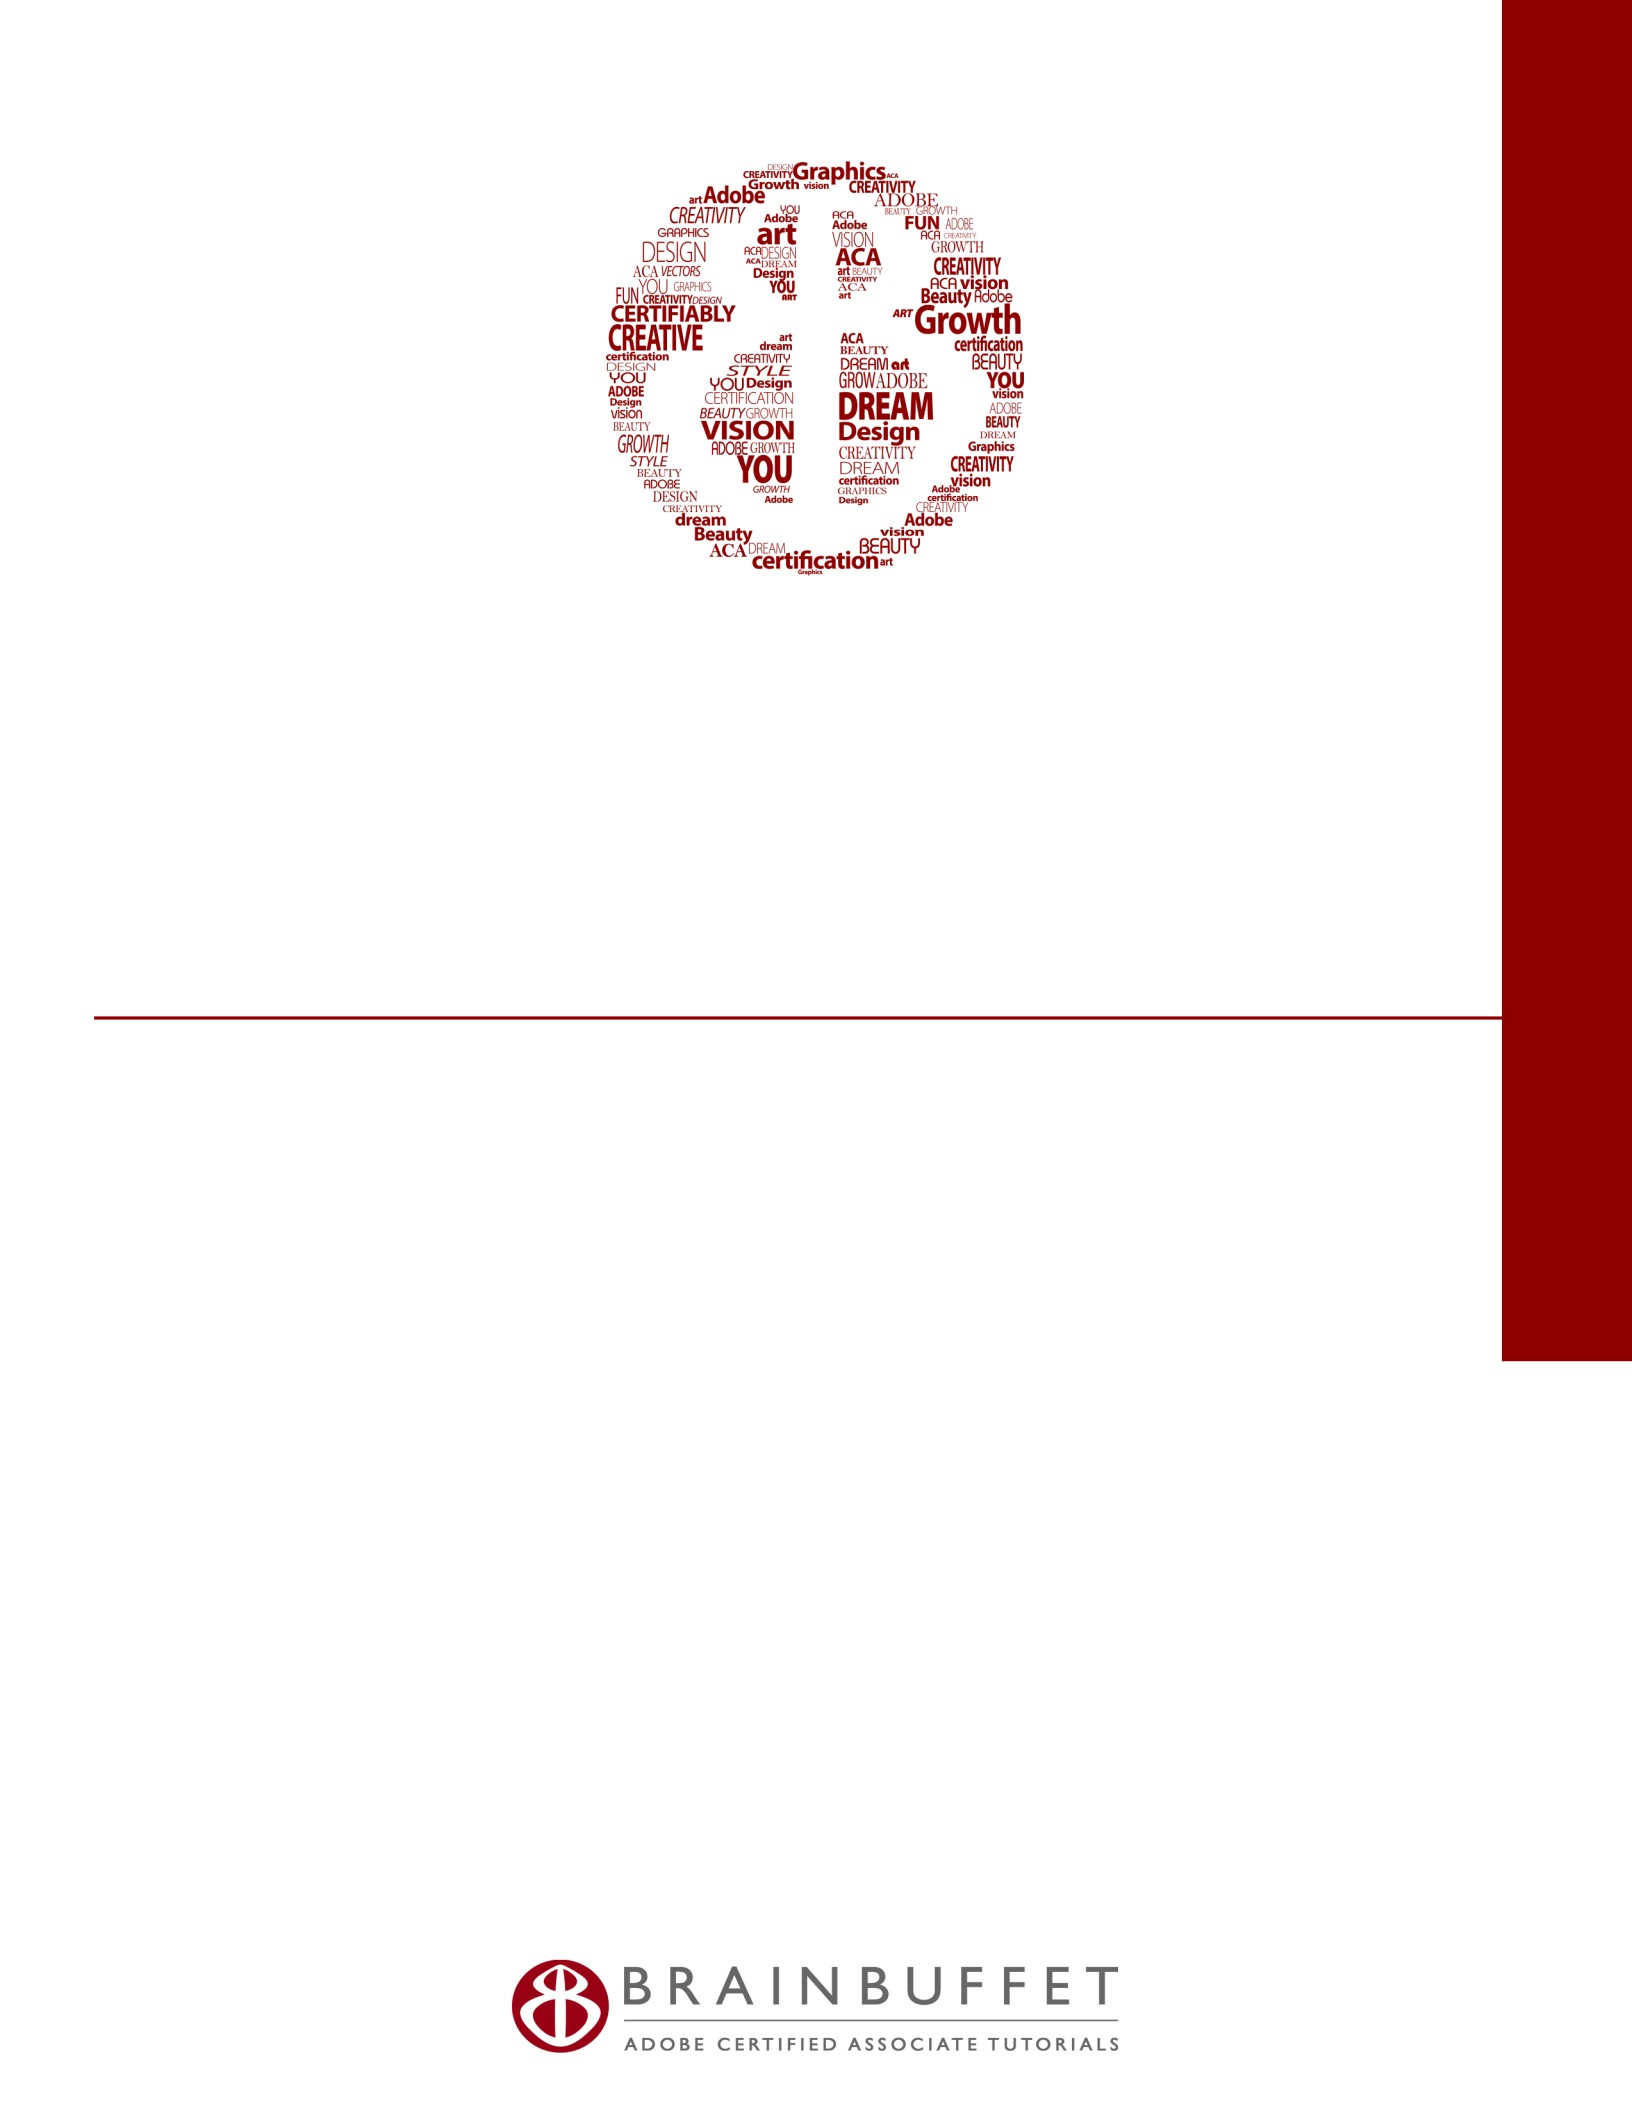 DESIGN
CREATIVITY Graphics ACA
Growth vision CREATIVITY
art Adobe ADOBE
CREATIVITY YOU ACA BEAUTY GROWTH
Adobe Adobe FUN ADOBE
GRAPHICS art VISION ACA CREATIVITY
DESIGN ACA DESIGN ACA GROWTH
ACA VECTORS ACA DREAM art BEAUTY CREATIVITY
YOU GRAPHICS Design CREATIVITY ACA vision
FUN CREATIVITY DESIGN YOU ACA Beauty Adobe
ART art
CERTIFIABLY ART Growth
CREATIVE art ACA certification
certification dream BEAUTY BEAUTY
DESIGN CREATIVITY DREAM art
YOU STYLE GROW ADOBE YOU
ADOBE YOU Design DREAM vision
Design CERTIFICATION ADOBE
vision BEAUTY GROWTH BEAUTY
BEAUTY VISION Design DREAM
GROWTH ADOBE GROWTH CREATIVITY Graphics
STYLE YOU DREAM CREATIVITY
BEAUTY certification vision
ADOBE GROWTH GRAPHICS Adobe
DESIGN Adobe Design certification
CREATIVITY CREATIVITY
dream Adobe
Beauty vision
ACA DREAM BEAUTY
certification art
Graphics
BRAINBUFFET
ADOBE CERTIFIED ASSOCIATE TUTORIALS